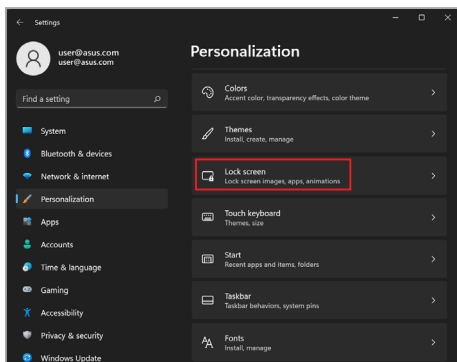 Settings
user@asus.com
user@asus.com
Find a setting
System
Bluetooth & devices
Network & internet
Personalization
Apps
Accounts
Time & language
Gaming
Accessibility
Privacy & security
Windows Update
Personalization
Colors
Accent color, transparency effects, color theme
Themes
Install, create, manage
Lock screen
Lock screen images, apps, animations
Touch keyboard
Themes, size
Start
Recent apps and items, folders
Taskbar
Taskbar behaviors, system pins
Fonts
Install, manage